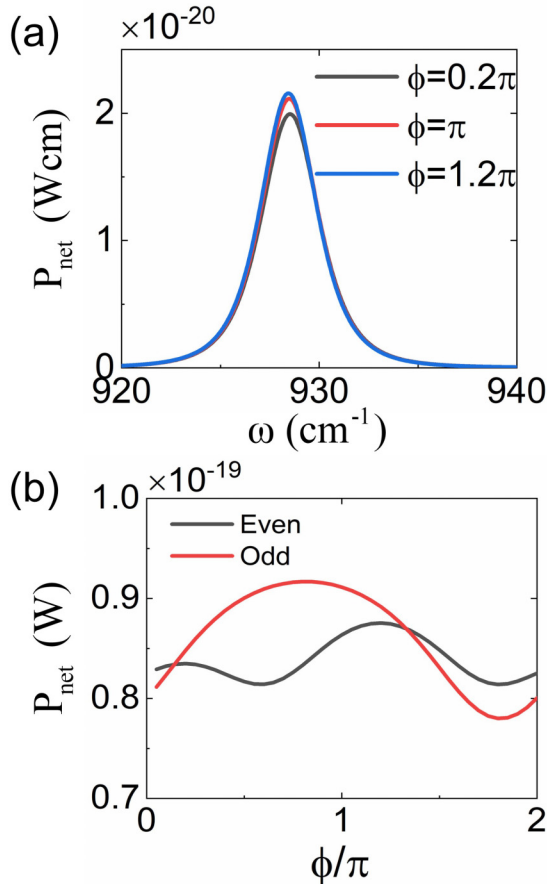 (a)
×10⁻²⁰
2
1
0
P_net (Wcm)
ϕ=0.2π
ϕ=π
ϕ=1.2π
920 930 940
ω (cm⁻¹)
(b)
×10⁻¹⁹
1.0
0.9
0.8
0.7
P_net (W)
Even
Odd
0 1 2
ϕ/π